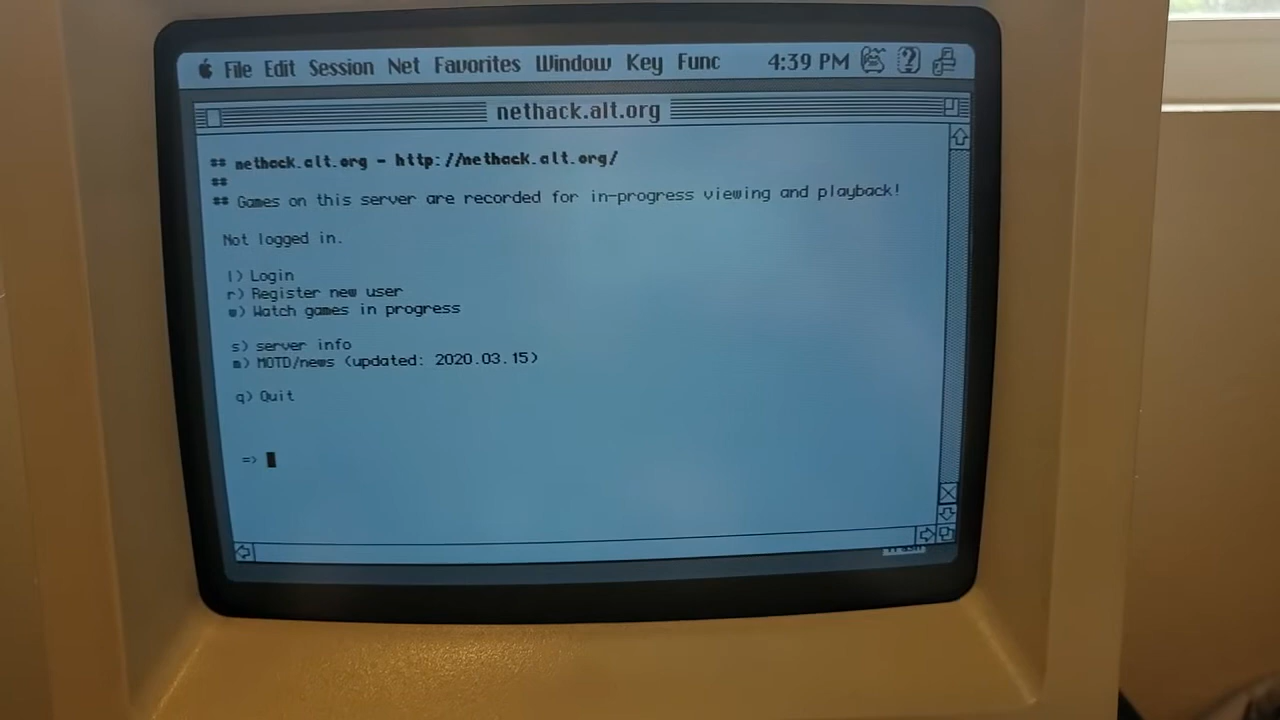 File Edit Session Net Favorites Window Key Func 4:39 PM
nethack.alt.org
## nethack.alt.org - http://nethack.alt.org/
##
## Games on this server are recorded for in-progress viewing and playback!
Not logged in.
l) Login
r) Register new user
w) Watch games in progress
s) server info
m) MOTD/news (updated: 2020.03.15)
q) Quit
=>